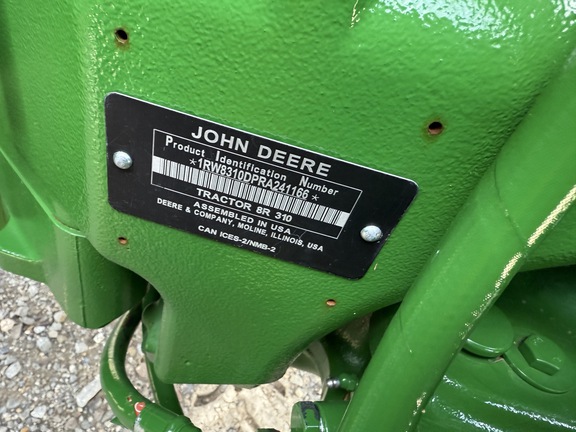 JOHN DEERE
Product Identification Number
*1RW8310DPRA241166*
TRACTOR 8R 310
ASSEMBLED IN USA
DEERE & COMPANY, MOLINE, ILLINOIS, USA
CAN ICES-2/NMB-2